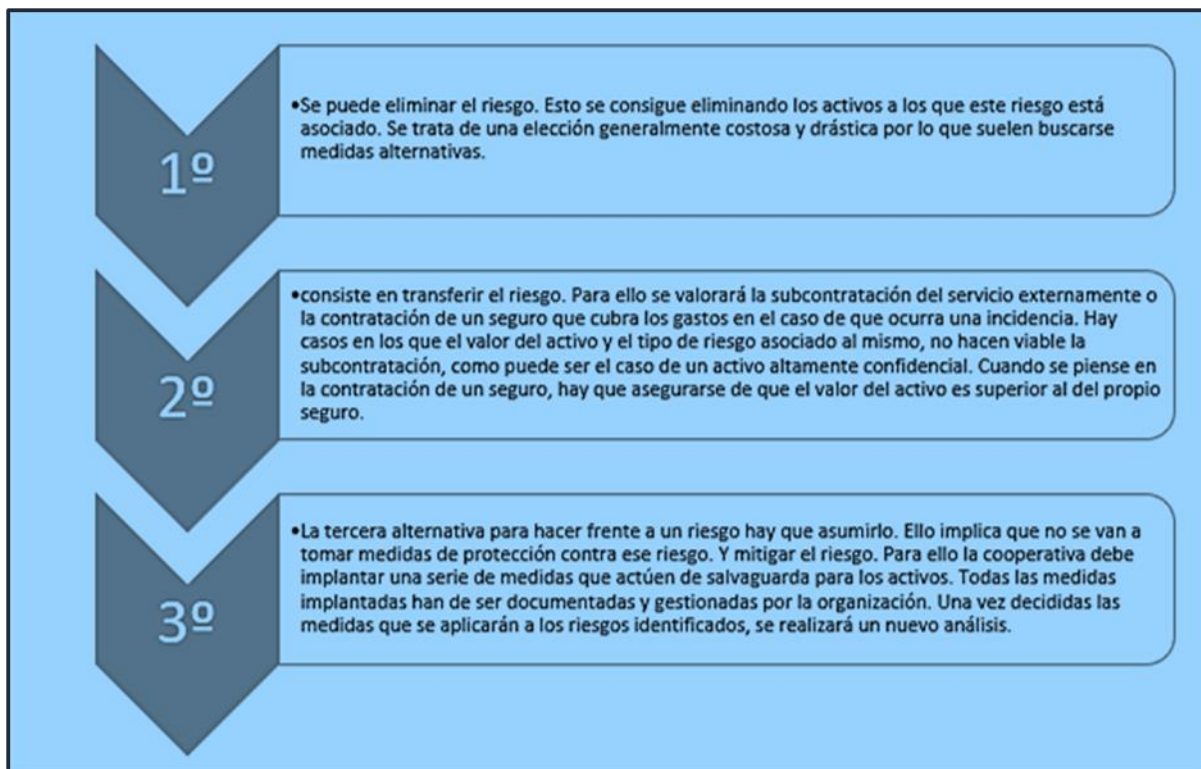 1º
•Se puede eliminar el riesgo. Esto se consigue eliminando los activos a los que este riesgo está
asociado. Se trata de una elección generalmente costosa y drástica por lo que suelen buscarse
medidas alternativas.
2º
•consiste en transferir el riesgo. Para ello se valorará la subcontratación del servicio externamente o
la contratación de un seguro que cubra los gastos en el caso de que ocurra una incidencia. Hay
casos en los que el valor del activo y el tipo de riesgo asociado al mismo, no hacen viable la
subcontratación, como puede ser el caso de un activo altamente confidencial. Cuando se piense en
la contratación de un seguro, hay que asegurarse de que el valor del activo es superior al del propio
seguro.
3º
•La tercera alternativa para hacer frente a un riesgo hay que asumirlo. Ello implica que no se van a
tomar medidas de protección contra ese riesgo. Y mitigar el riesgo. Para ello la cooperativa debe
implantar una serie de medidas que actúen de salvaguarda para los activos. Todas las medidas
implantadas han de ser documentadas y gestionadas por la organización. Una vez decididas las
medidas que se aplicarán a los riesgos identificados, se realizará un nuevo análisis.